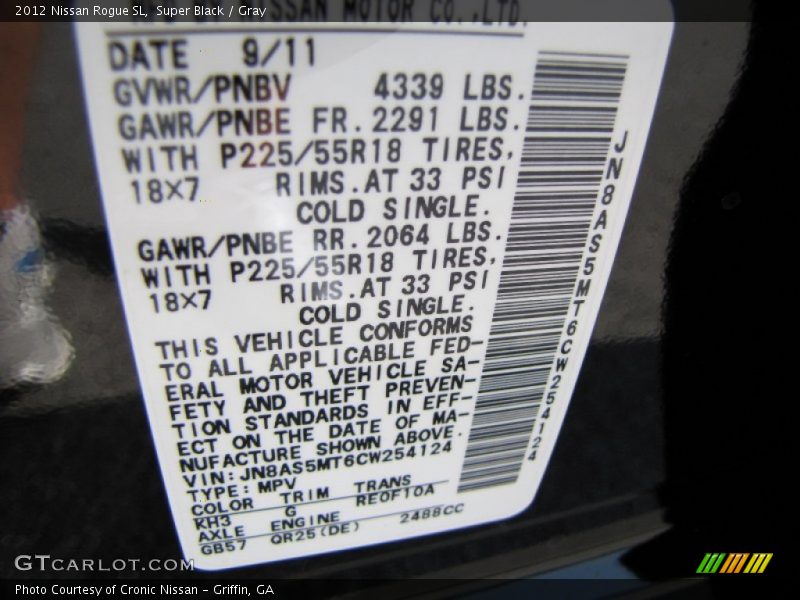 2012 Nissan Rogue SL, Super Black / Gray
NISSAN MOTOR CO.,LTD.
DATE 9/11
GVWR/PNBV 4339 LBS.
GAWR/PNBE FR. 2291 LBS.
WITH P225/55R18 TIRES,
18X7 RIMS.AT 33 PSI
COLD SINGLE.
GAWR/PNBE RR. 2064 LBS.
WITH P225/55R18 TIRES,
18X7 RIMS.AT 33 PSI
COLD SINGLE.
THIS VEHICLE CONFORMS
TO ALL APPLICABLE FED-
ERAL MOTOR VEHICLE SA-
FETY AND THEFT PREVEN-
TION STANDARDS IN EFF-
ECT ON THE DATE OF MA-
NUFACTURE SHOWN ABOVE.
VIN:JN8AS5MT6CW254124
TYPE:MPV
COLOR TRIM TRANS
KH3 G RE0F10A
AXLE ENGINE
GB57 QR25(DE) 2488CC
JN8AS5MT6CW254124
GTCARLOT.COM
Photo Courtesy of Cronic Nissan - Griffin, GA